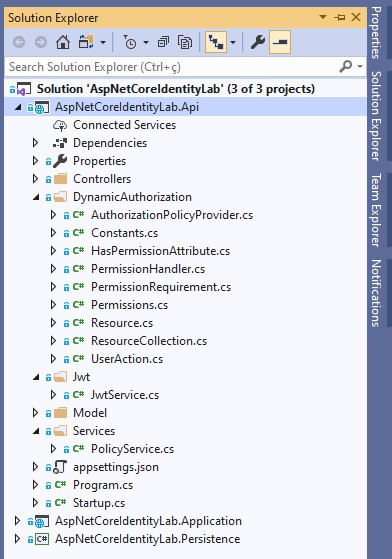 Solution Explorer
Search Solution Explorer (Ctrl+ç)
Solution 'AspNetCoreIdentityLab' (3 of 3 projects)
AspNetCoreIdentityLab.Api
Connected Services
Dependencies
Properties
Controllers
DynamicAuthorization
C# AuthorizationPolicyProvider.cs
C# Constants.cs
C# HasPermissionAttribute.cs
C# PermissionHandler.cs
C# PermissionRequirement.cs
C# Permissions.cs
C# Resource.cs
C# ResourceCollection.cs
C# UserAction.cs
Jwt
C# JwtService.cs
Model
Services
C# PolicyService.cs
appsettings.json
C# Program.cs
C# Startup.cs
AspNetCoreIdentityLab.Application
C# AspNetCoreIdentityLab.Persistence
Properties
Solution Explorer
Team Explorer
Notifications